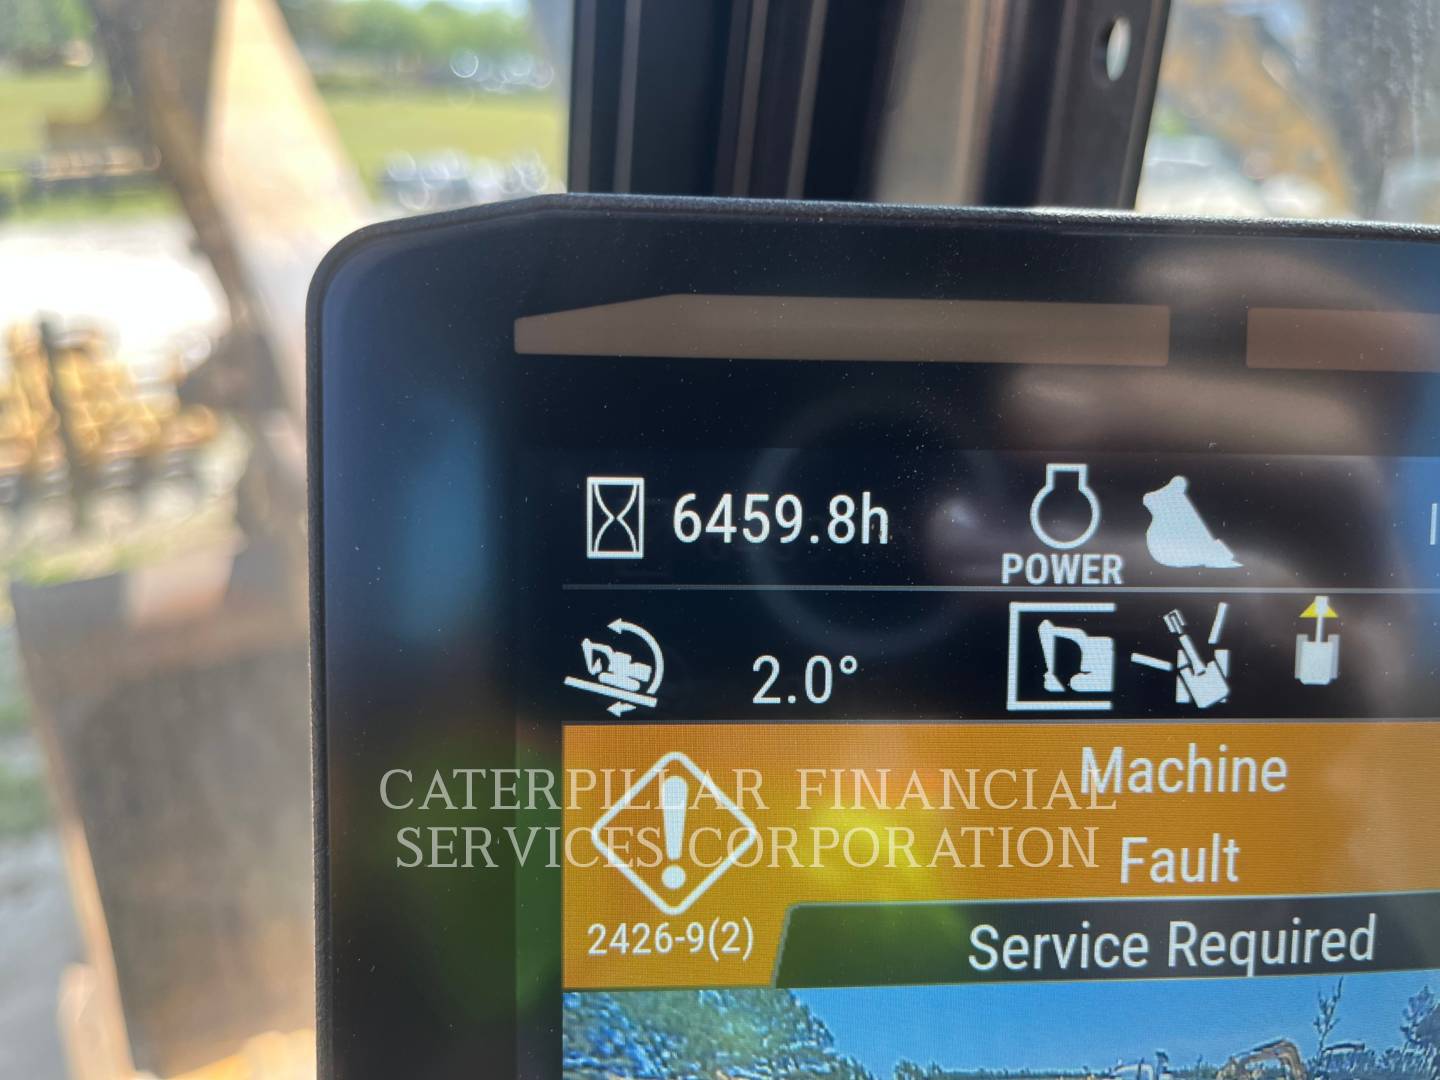 6459.8h
POWER
2.0°
Machine
Fault
2426-9(2)
Service Required
CATERPILLAR FINANCIAL
SERVICES CORPORATION